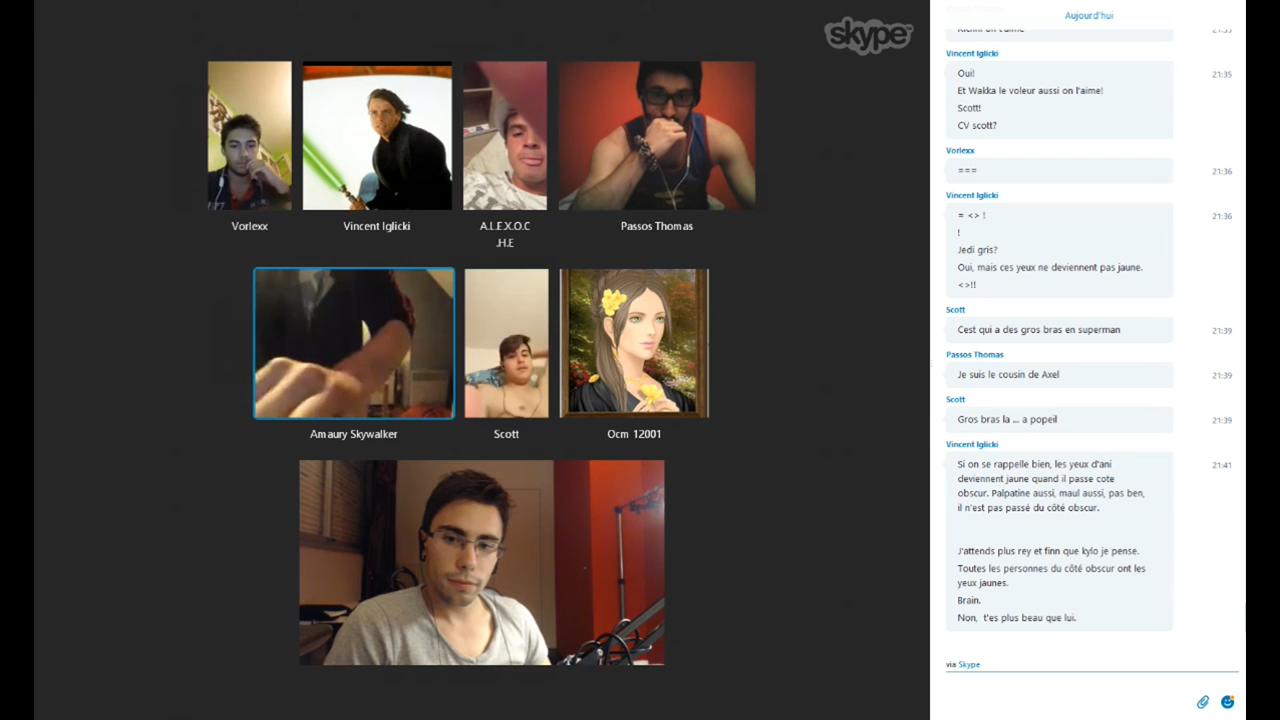 skype
Vorlexx
Vincent Iglicki
A.L.E.X.O.C
.H.E
Passos Thomas
Amaury Skywalker
Scott
Ocm 12001
Aujourd'hui
Vincent Iglicki
Oui!
21:35
Et Wakka le voleur aussi on l'aime!
Scott!
CV scott?
Vorlexx
===
21:36
Vincent Iglicki
= <> !
21:36
!
Jedi gris?
Oui, mais ces yeux ne deviennent pas jaune.
<>!!
Scott
Cest qui a des gros bras en superman
21:39
Passos Thomas
Je suis le cousin de Axel
21:39
Scott
Gros bras la ... a popeil
21:39
Vincent Iglicki
Si on se rappelle bien, les yeux d'ani
21:41
deviennent jaune quand il passe cote
obscur. Palpatine aussi, maul aussi, pas ben,
il n'est pas passé du côté obscur.
J'attends plus rey et finn que kylo je pense.
Toutes les personnes du côté obscur ont les
yeux jaunes.
Brain.
Non, t'es plus beau que lui.
via Skype